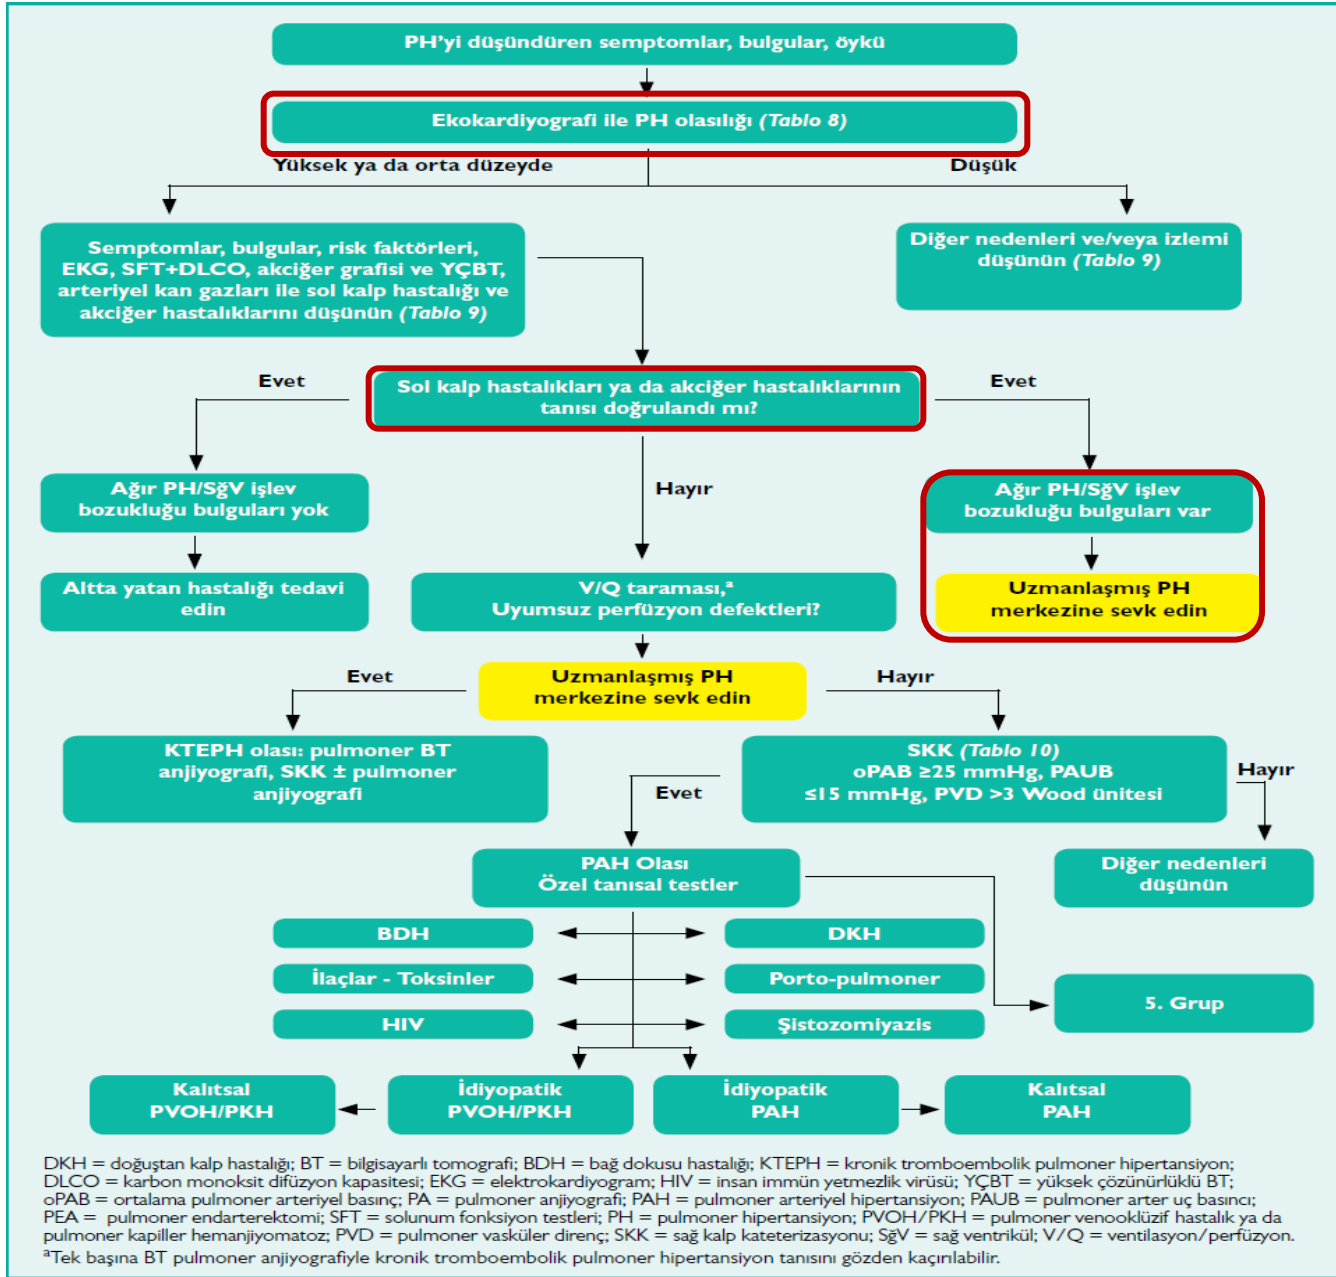 PH'yi düşündüren semptomlar, bulgular, öykü
Ekokardiyografi ile PH olasılığı (Tablo 8)
Yüksek ya da orta düzeyde
Düşük
Semptomlar, bulgular, risk faktörleri,
EKG, SFT+DLCO, akciğer grafisi ve YÇBT,
arteriyel kan gazları ile sol kalp hastalığı ve
akciğer hastalıklarını düşünün (Tablo 9)
Diğer nedenleri ve/veya izlemi
düşünün (Tablo 9)
Evet
Sol kalp hastalıkları ya da akciğer hastalıklarının
tanısı doğrulandı mı?
Evet
Ağır PH/SğV işlev
bozukluğu bulguları yok
Hayır
Ağır PH/SğV işlev
bozukluğu bulguları var
Altta yatan hastalığı tedavi
edin
V/Q taraması,ᵃ
Uyumsuz perfüzyon defektleri?
Uzmanlaşmış PH
merkezine sevk edin
Evet
Uzmanlaşmış PH
merkezine sevk edin
Hayır
KTEPH olası: pulmoner BT
anjiyografi, SKK ± pulmoner
anjiyografi
SKK (Tablo 10)
oPAB ≥25 mmHg, PAUB
≤15 mmHg, PVD >3 Wood ünitesi
Evet
Hayır
PAH Olası
Özel tanısal testler
Diğer nedenleri
düşünün
BDH
DKH
İlaçlar - Toksinler
Porto-pulmoner
HIV
Şistozomiyazis
5. Grup
Kalıtsal
PVOH/PKH
İdiyopatik
PVOH/PKH
İdiyopatik
PAH
Kalıtsal
PAH
DKH = doğuştan kalp hastalığı; BT = bilgisayarlı tomografi; BDH = bağ dokusu hastalığı; KTEPH = kronik tromboembolik pulmoner hipertansiyon;
DLCO = karbon monoksit difüzyon kapasitesi; EKG = elektrokardiyogram; HIV = insan immün yetmezlik virüsü; YÇBT = yüksek çözünürlüklü BT;
oPAB = ortalama pulmoner arteriyel basınç; PA = pulmoner anjiyografi; PAH = pulmoner arteriyel hipertansiyon; PAUB = pulmoner arter uç basıncı;
PEA = pulmoner endarterektomi; SFT = solunum fonksiyon testleri; PH = pulmoner hipertansiyon; PVOH/PKH = pulmoner venooklüzif hastalık ya da
pulmoner kapiller hemanjiyomatoz; PVD = pulmoner vasküler direnç; SKK = sağ kalp kateterizasyonu; SğV = sağ ventrikül; V/Q = ventilasyon/perfüzyon.
ᵃTek başına BT pulmoner anjiyografiyle kronik tromboembolik pulmoner hipertansiyon tanısını gözden kaçırılabilir.